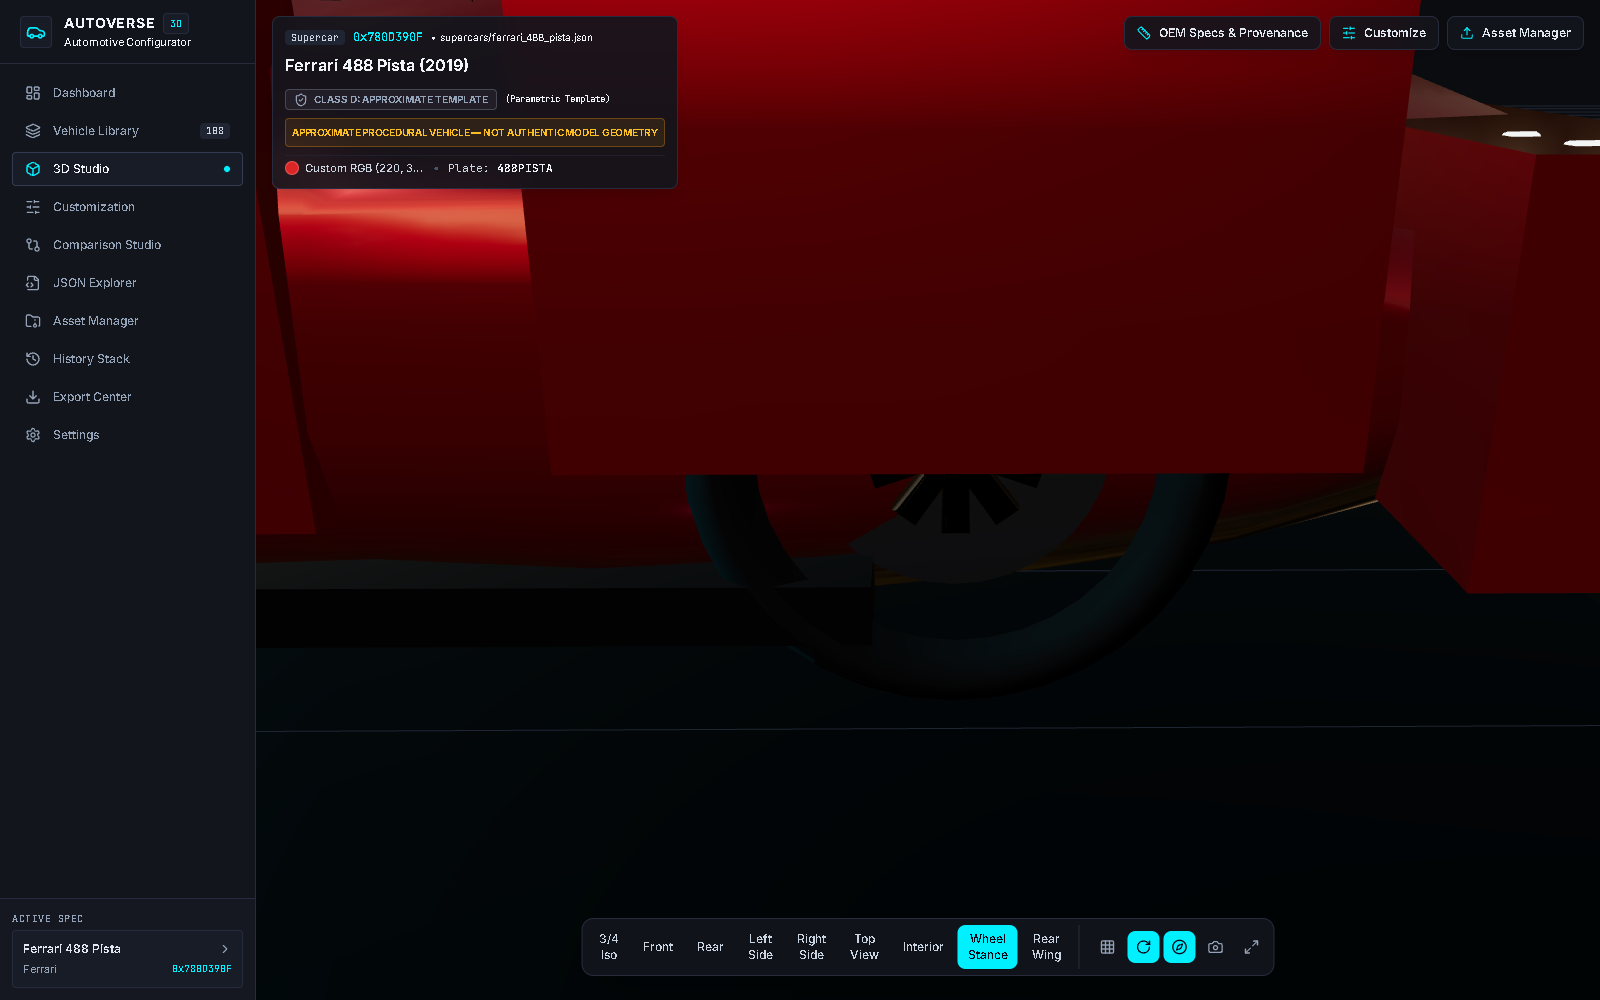 AUTOVERSE 3D
Automotive Configurator
Dashboard
Vehicle Library 188
3D Studio
Customization
Comparison Studio
JSON Explorer
Asset Manager
History Stack
Export Center
Settings
ACTIVE SPEC
Ferrari 488 Pista
Ferrari 0x780D390F
Supercar 0x780D390F • supercars/ferrari_488_pista.json
Ferrari 488 Pista (2019)
CLASS D: APPROXIMATE TEMPLATE (Parametric Template)
APPROXIMATE PROCEDURAL VEHICLE — NOT AUTHENTIC MODEL GEOMETRY
Custom RGB (220, 3... • Plate: 488PISTA
OEM Specs & Provenance
Customize
Asset Manager
3/4 Iso
Front
Rear
Left Side
Right Side
Top View
Interior
Wheel Stance
Rear Wing